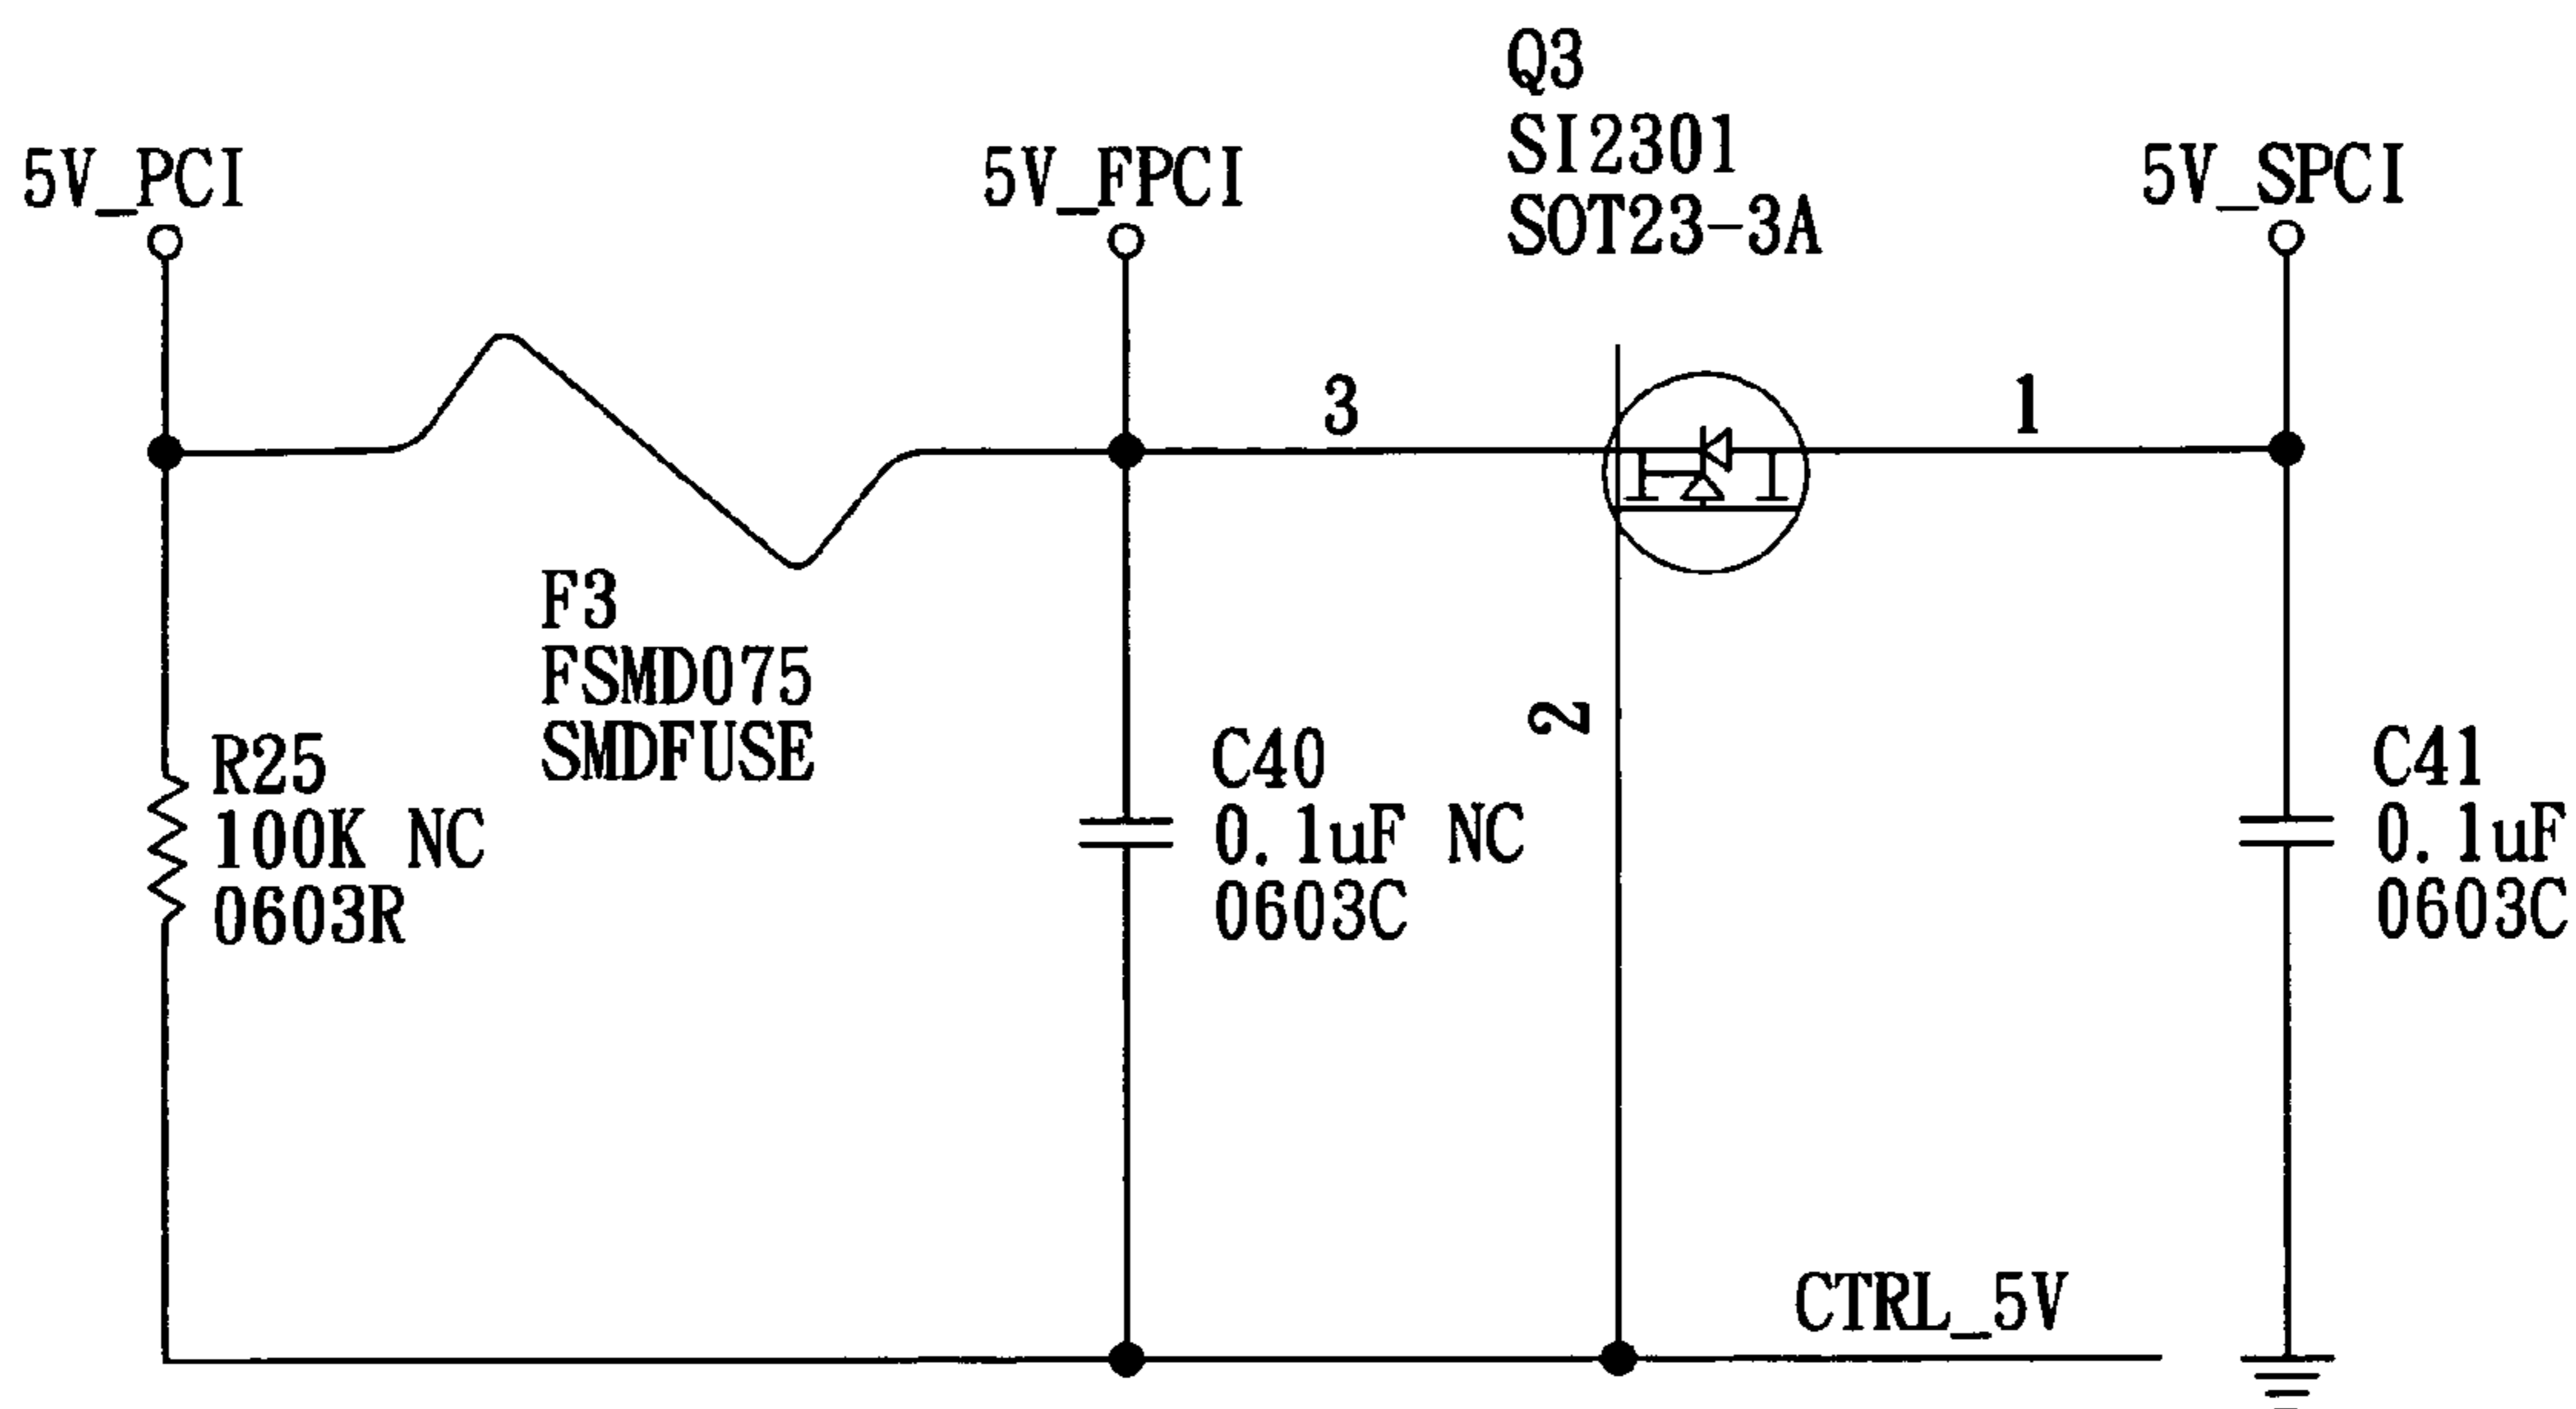 Q3
SI2301
SOT23-3A
5V_PCI
5V_FPCI
5V_SPCI
3
1
F3
FSMD075
SMDFUSE
2
R25
100K NC
0603R
C40
0.1uF NC
0603C
C41
0.1uF
0603C
CTRL_5V